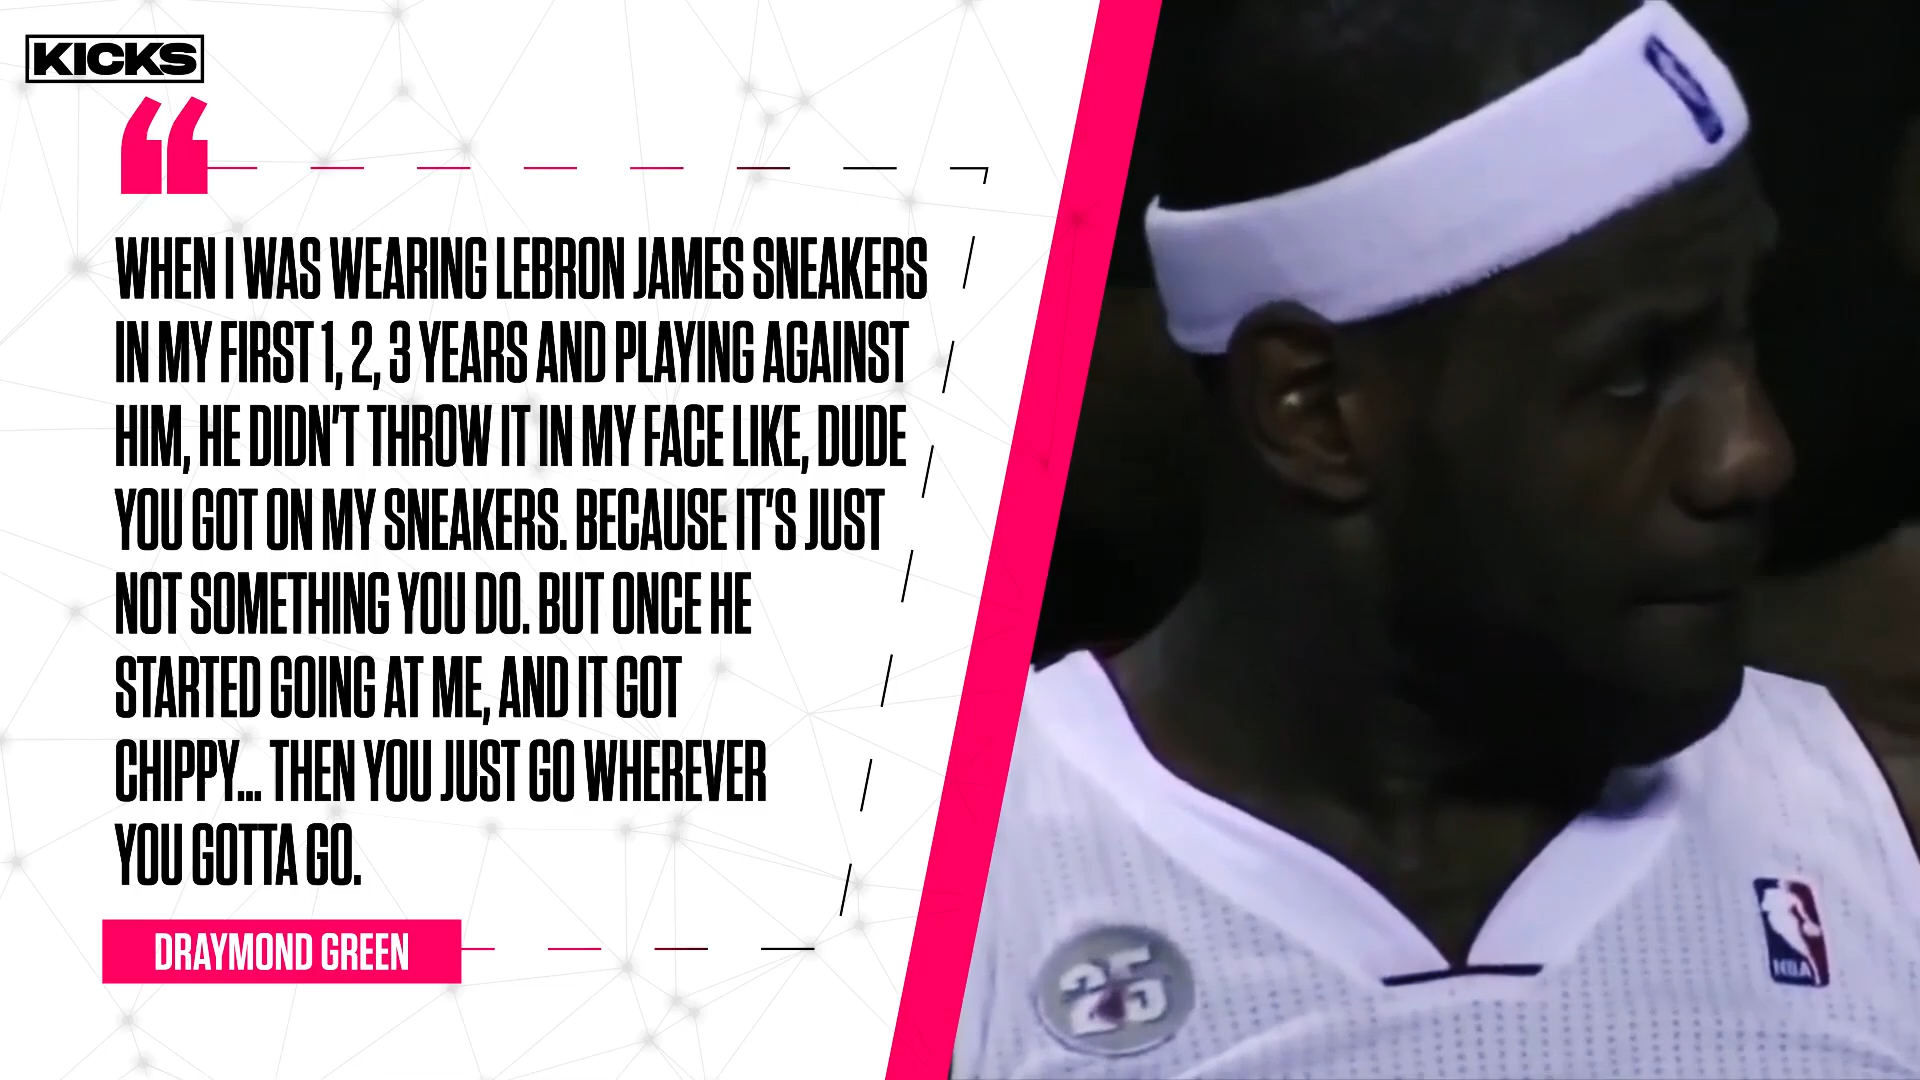 KICKS
“
WHEN I WAS WEARING LEBRON JAMES SNEAKERS
IN MY FIRST 1, 2, 3 YEARS AND PLAYING AGAINST
HIM, HE DIDN'T THROW IT IN MY FACE LIKE, DUDE
YOU GOT ON MY SNEAKERS. BECAUSE IT'S JUST
NOT SOMETHING YOU DO. BUT ONCE HE
STARTED GOING AT ME, AND IT GOT
CHIPPY... THEN YOU JUST GO WHEREVER
YOU GOTTA GO.
DRAYMOND GREEN
25
NBA